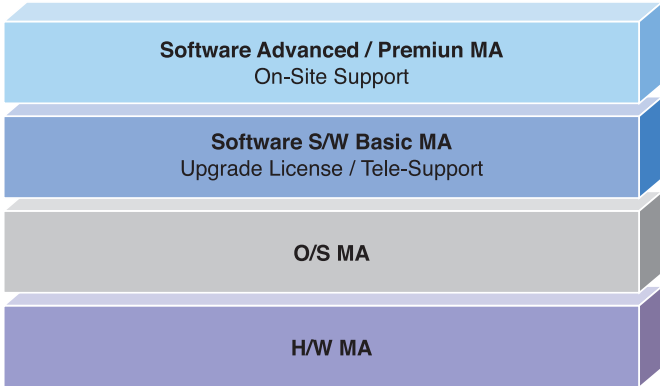 Software Advanced / Premiun MA
On-Site Support
Software S/W Basic MA
Upgrade License / Tele-Support
O/S MA
H/W MA